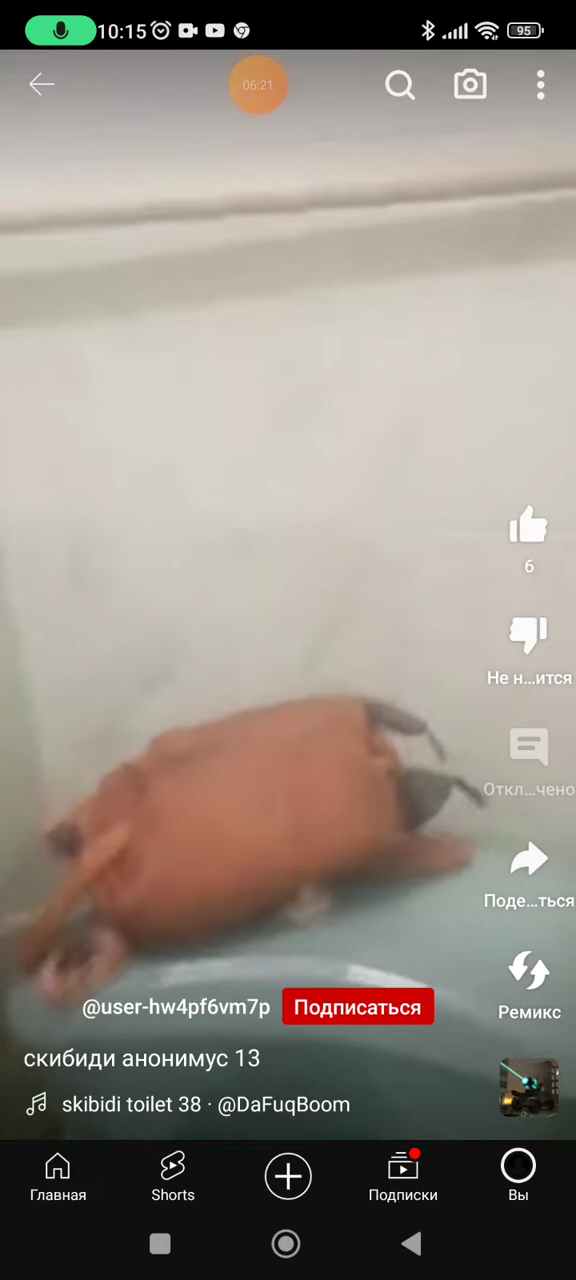 10:15
95
06:21
6
Не н...ится
Откл...чено
Поде...ться
Ремикс
@user-hw4pf6vm7p Подписаться
скибиди анонимус 13
skibidi toilet 38 · @DaFuqBoom
Главная
Shorts
Подписки
Вы